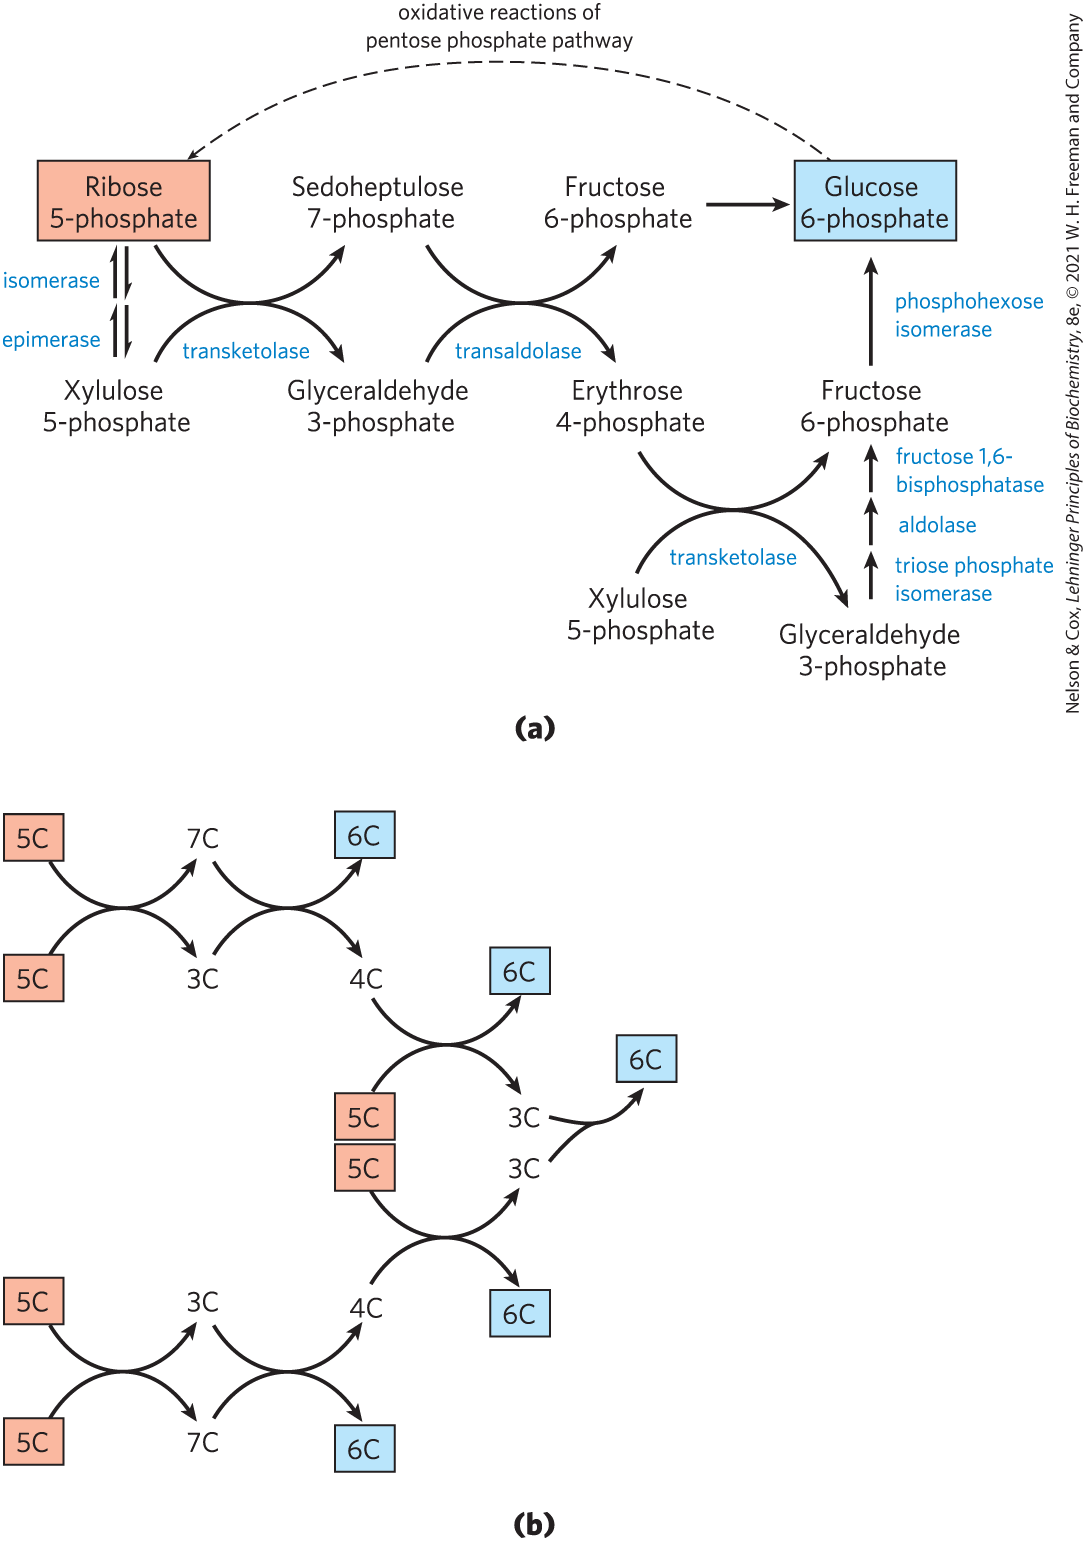 oxidative reactions of
pentose phosphate pathway
Ribose
5-phosphate
Sedoheptulose
7-phosphate
Fructose
6-phosphate
Glucose
6-phosphate
isomerase
epimerase
transketolase
transaldolase
phosphohexose
isomerase
Xylulose
5-phosphate
Glyceraldehyde
3-phosphate
Erythrose
4-phosphate
Fructose
6-phosphate
fructose 1,6-
bisphosphatase
aldolase
triose phosphate
isomerase
transketolase
Xylulose
5-phosphate
Glyceraldehyde
3-phosphate
Nelson & Cox, Lehninger Principles of Biochemistry, 8e, © 2021 W. H. Freeman and Company
(a)
5C
7C
6C
5C
3C
4C
6C
6C
5C
3C
5C
3C
5C
3C
4C
6C
5C
7C
6C
(b)